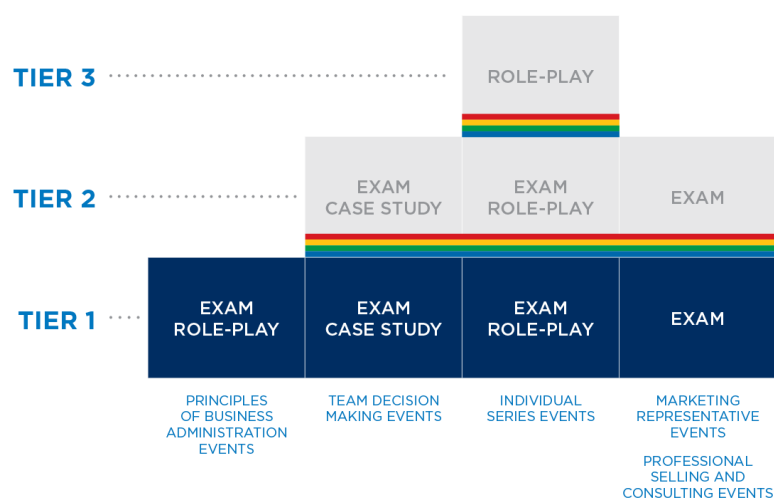 TIER 3
ROLE-PLAY
TIER 2
EXAM
CASE STUDY
EXAM
ROLE-PLAY
EXAM
TIER 1
EXAM
ROLE-PLAY
EXAM
CASE STUDY
EXAM
ROLE-PLAY
EXAM
PRINCIPLES
OF BUSINESS
ADMINISTRATION
EVENTS
TEAM DECISION
MAKING EVENTS
INDIVIDUAL
SERIES EVENTS
MARKETING
REPRESENTATIVE
EVENTS
PROFESSIONAL
SELLING AND
CONSULTING EVENTS